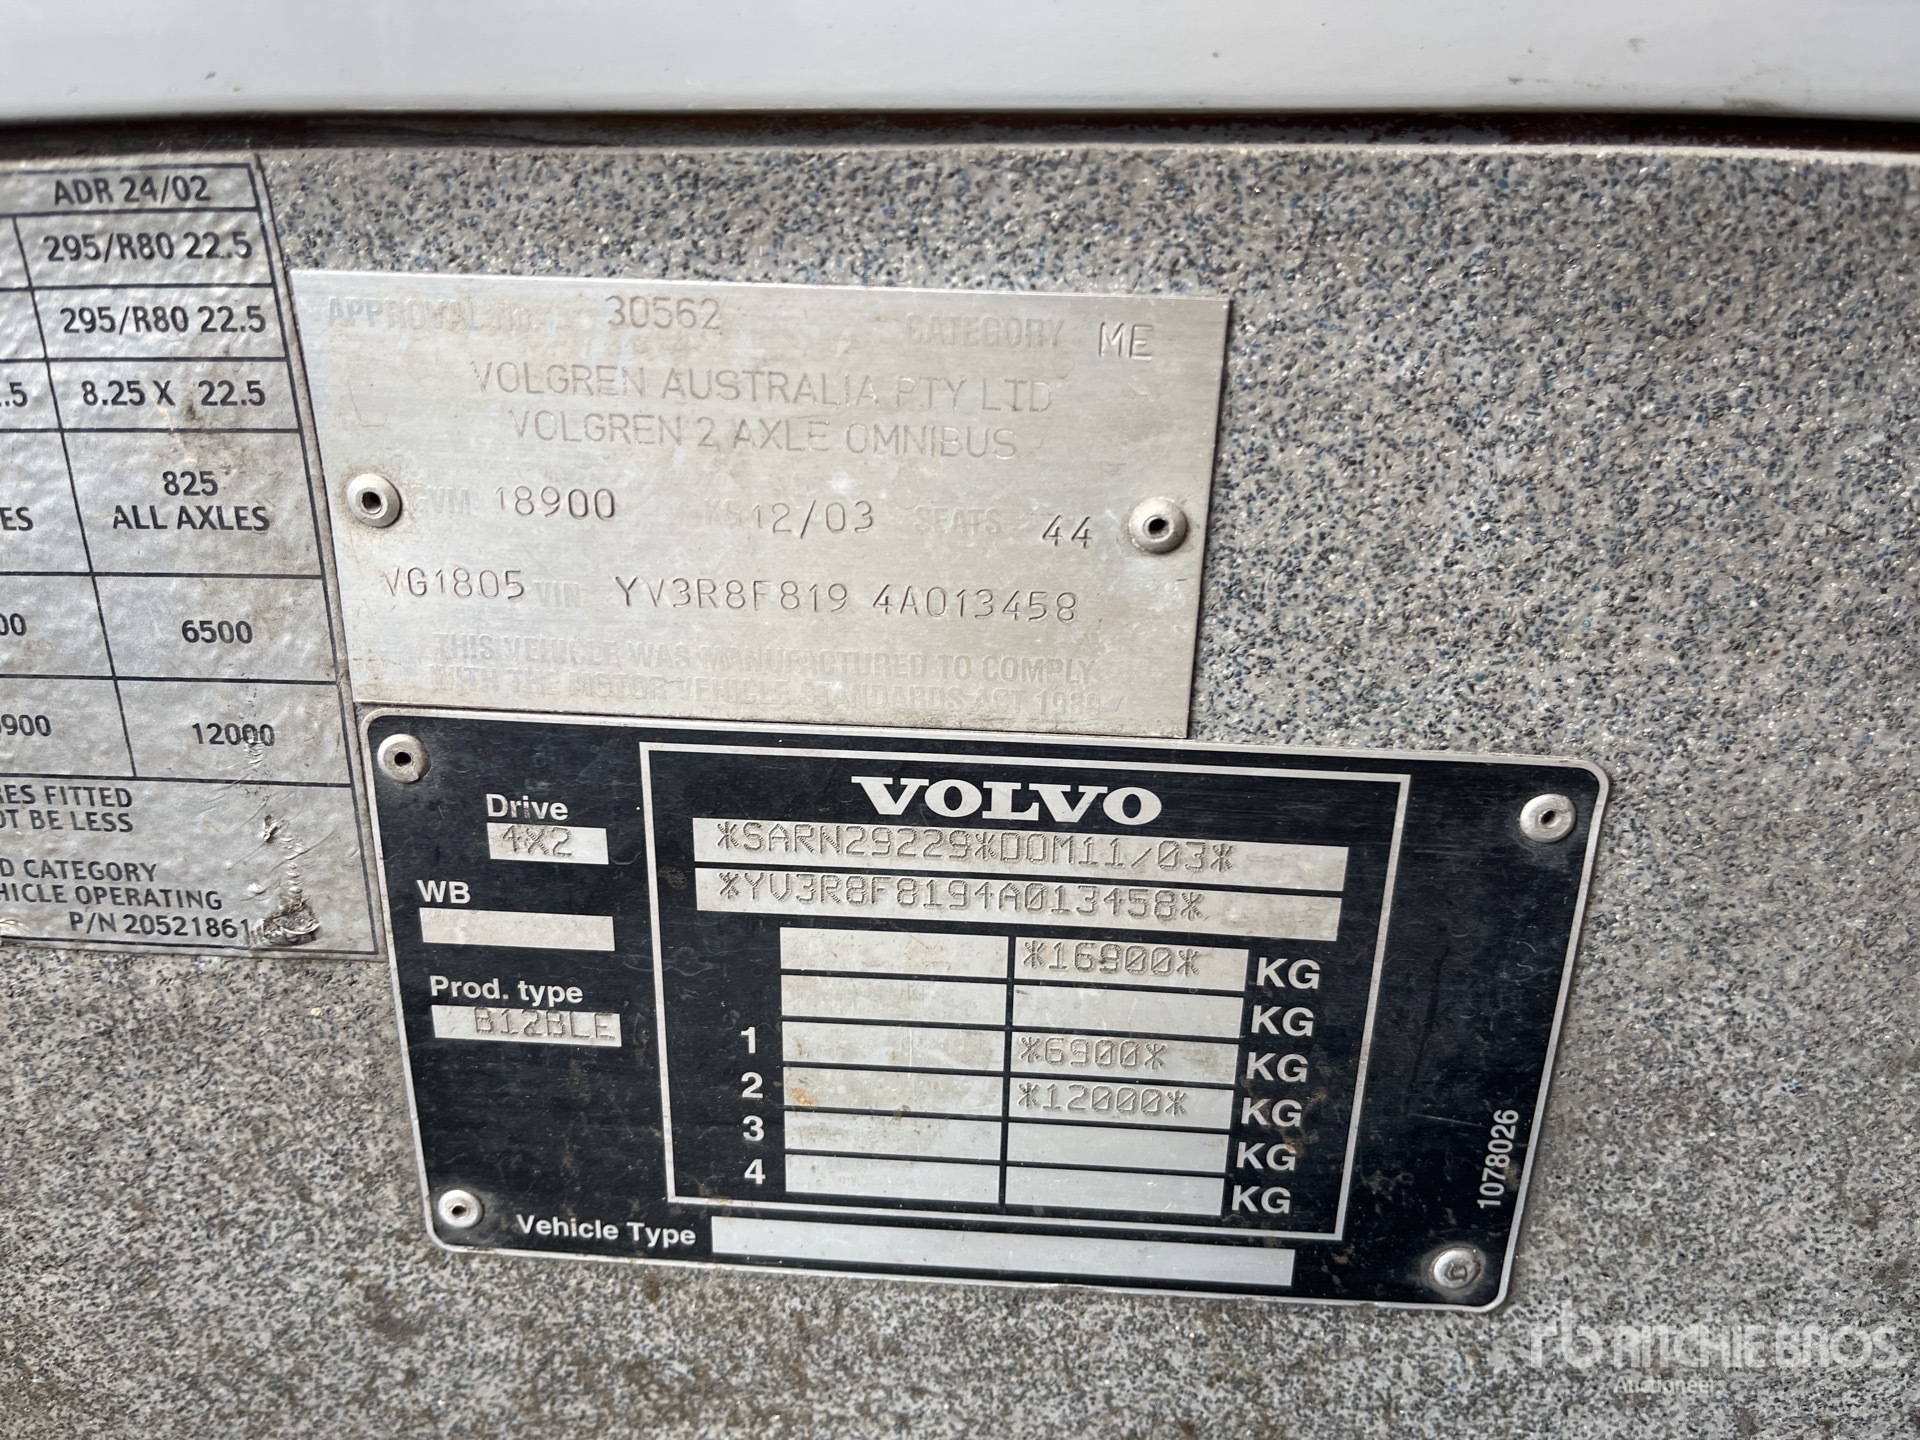 ADR 24/02
295/R80 22.5
295/R80 22.5
.5 8.25 X 22.5
825
ES ALL AXLES
00 6500
900 12000
RES FITTED
OT BE LESS
D CATEGORY
HICLE OPERATING
P/N 20521861
APPROVAL NO. 30562 CATEGORY ME
VOLGREN AUSTRALIA PTY LTD
VOLGREN 2 AXLE OMNIBUS
GVM 18900 12/03 SEATS 44
VG1805 VIN YV3R8F819 4A013458
THIS VEHICLE WAS MANUFACTURED TO COMPLY
WITH THE MOTOR VEHICLE STANDARDS ACT 1989
VOLVO
Drive
4X2
*SARN29229*DOM11/03*
WB
*YV3R8F8194A013458*
*16900* KG
Prod. type
B12BLE
KG
1 *6900* KG
2 *12000* KG
3 KG
4 KG
Vehicle Type
1078026
rb RITCHIE BROS.
Auctioneers